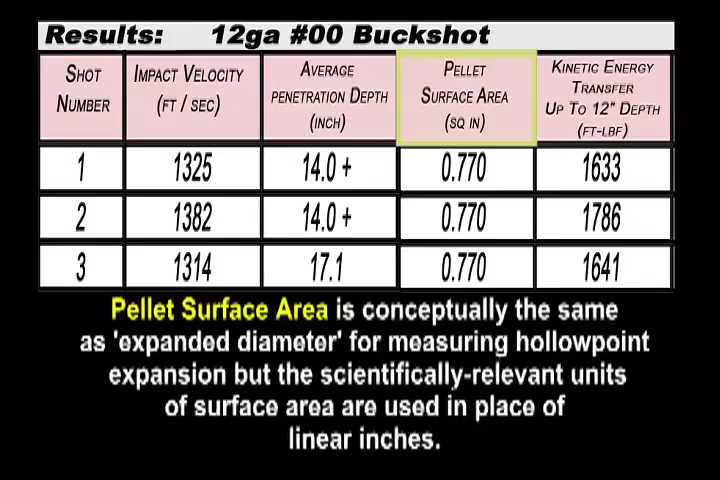 Results: 12ga #00 Buckshot
SHOT NUMBER IMPACT VELOCITY (FT / SEC) AVERAGE PENETRATION DEPTH (INCH) PELLET SURFACE AREA (SQ IN) KINETIC ENERGY TRANSFER UP TO 12" DEPTH (FT-LBF)
1 1325 14.0 + 0.770 1633
2 1382 14.0 + 0.770 1786
3 1314 17.1 0.770 1641
Pellet Surface Area is conceptually the same
as 'expanded diameter' for measuring hollowpoint
expansion but the scientifically-relevant units
of surface area are used in place of
linear inches.